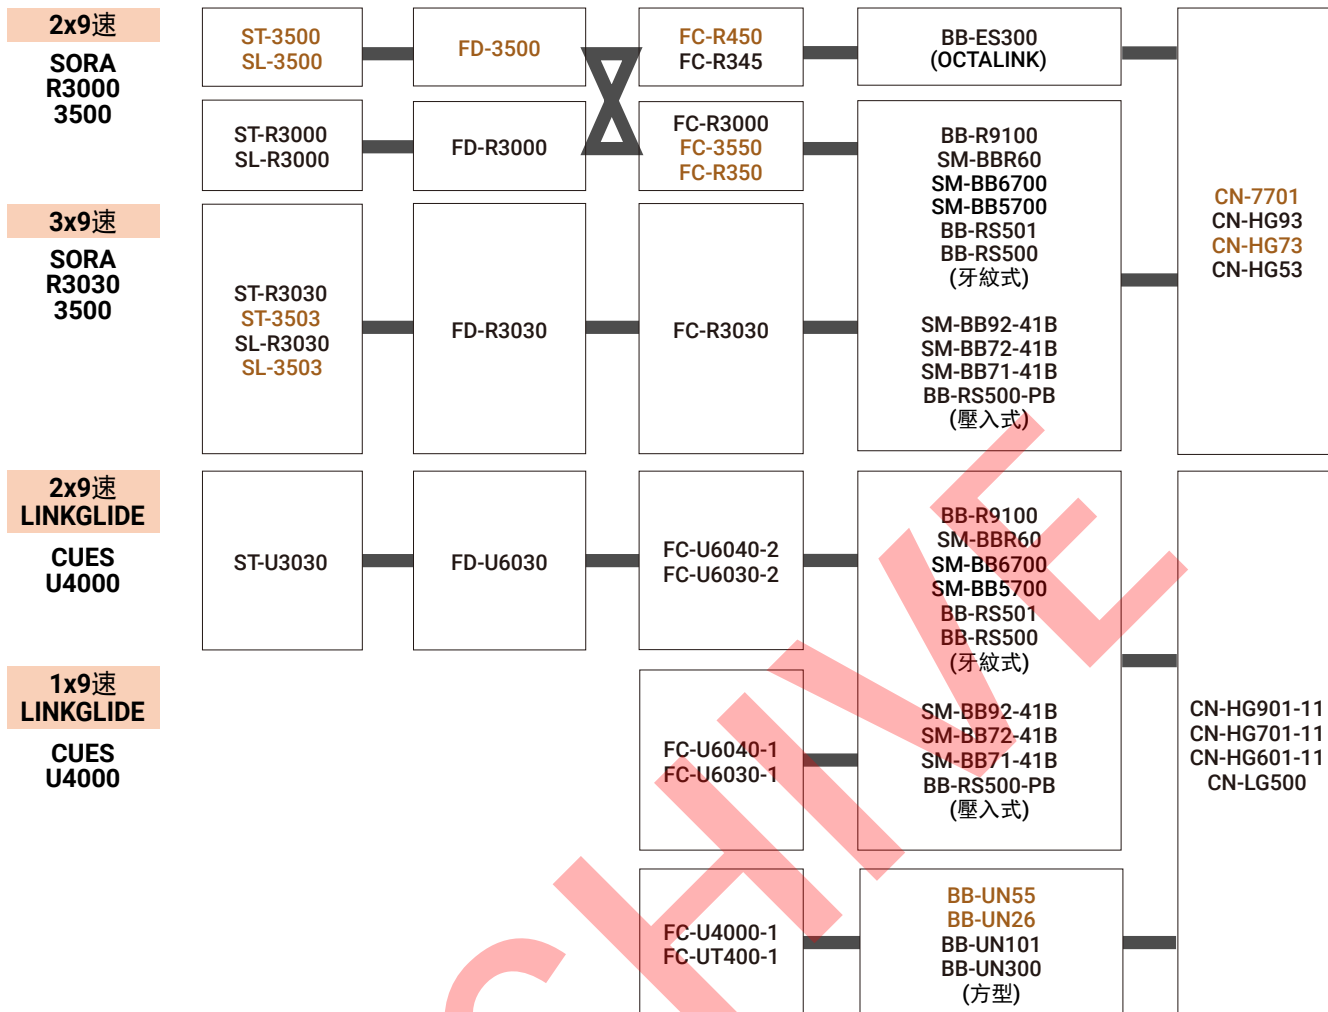 2x9速
SORA
R3000
3500
ST-3500
SL-3500
FD-3500
FC-R450
FC-R345
BB-ES300
(OCTALINK)
ST-R3000
SL-R3000
FD-R3000
FC-R3000
FC-3550
FC-R350
BB-R9100
SM-BBR60
SM-BB6700
SM-BB5700
BB-RS501
BB-RS500
(牙紋式)
SM-BB92-41B
SM-BB72-41B
SM-BB71-41B
BB-RS500-PB
(壓入式)
CN-7701
CN-HG93
CN-HG73
CN-HG53
3x9速
SORA
R3030
3500
ST-R3030
ST-3503
SL-R3030
SL-3503
FD-R3030
FC-R3030
2x9速
LINKGLIDE
CUES
U4000
ST-U3030
FD-U6030
FC-U6040-2
FC-U6030-2
BB-R9100
SM-BBR60
SM-BB6700
SM-BB5700
BB-RS501
BB-RS500
(牙紋式)
SM-BB92-41B
SM-BB72-41B
SM-BB71-41B
BB-RS500-PB
(壓入式)
1x9速
LINKGLIDE
CUES
U4000
FC-U6040-1
FC-U6030-1
CN-HG901-11
CN-HG701-11
CN-HG601-11
CN-LG500
FC-U4000-1
FC-UT400-1
BB-UN55
BB-UN26
BB-UN101
BB-UN300
(方型)
CHIVE